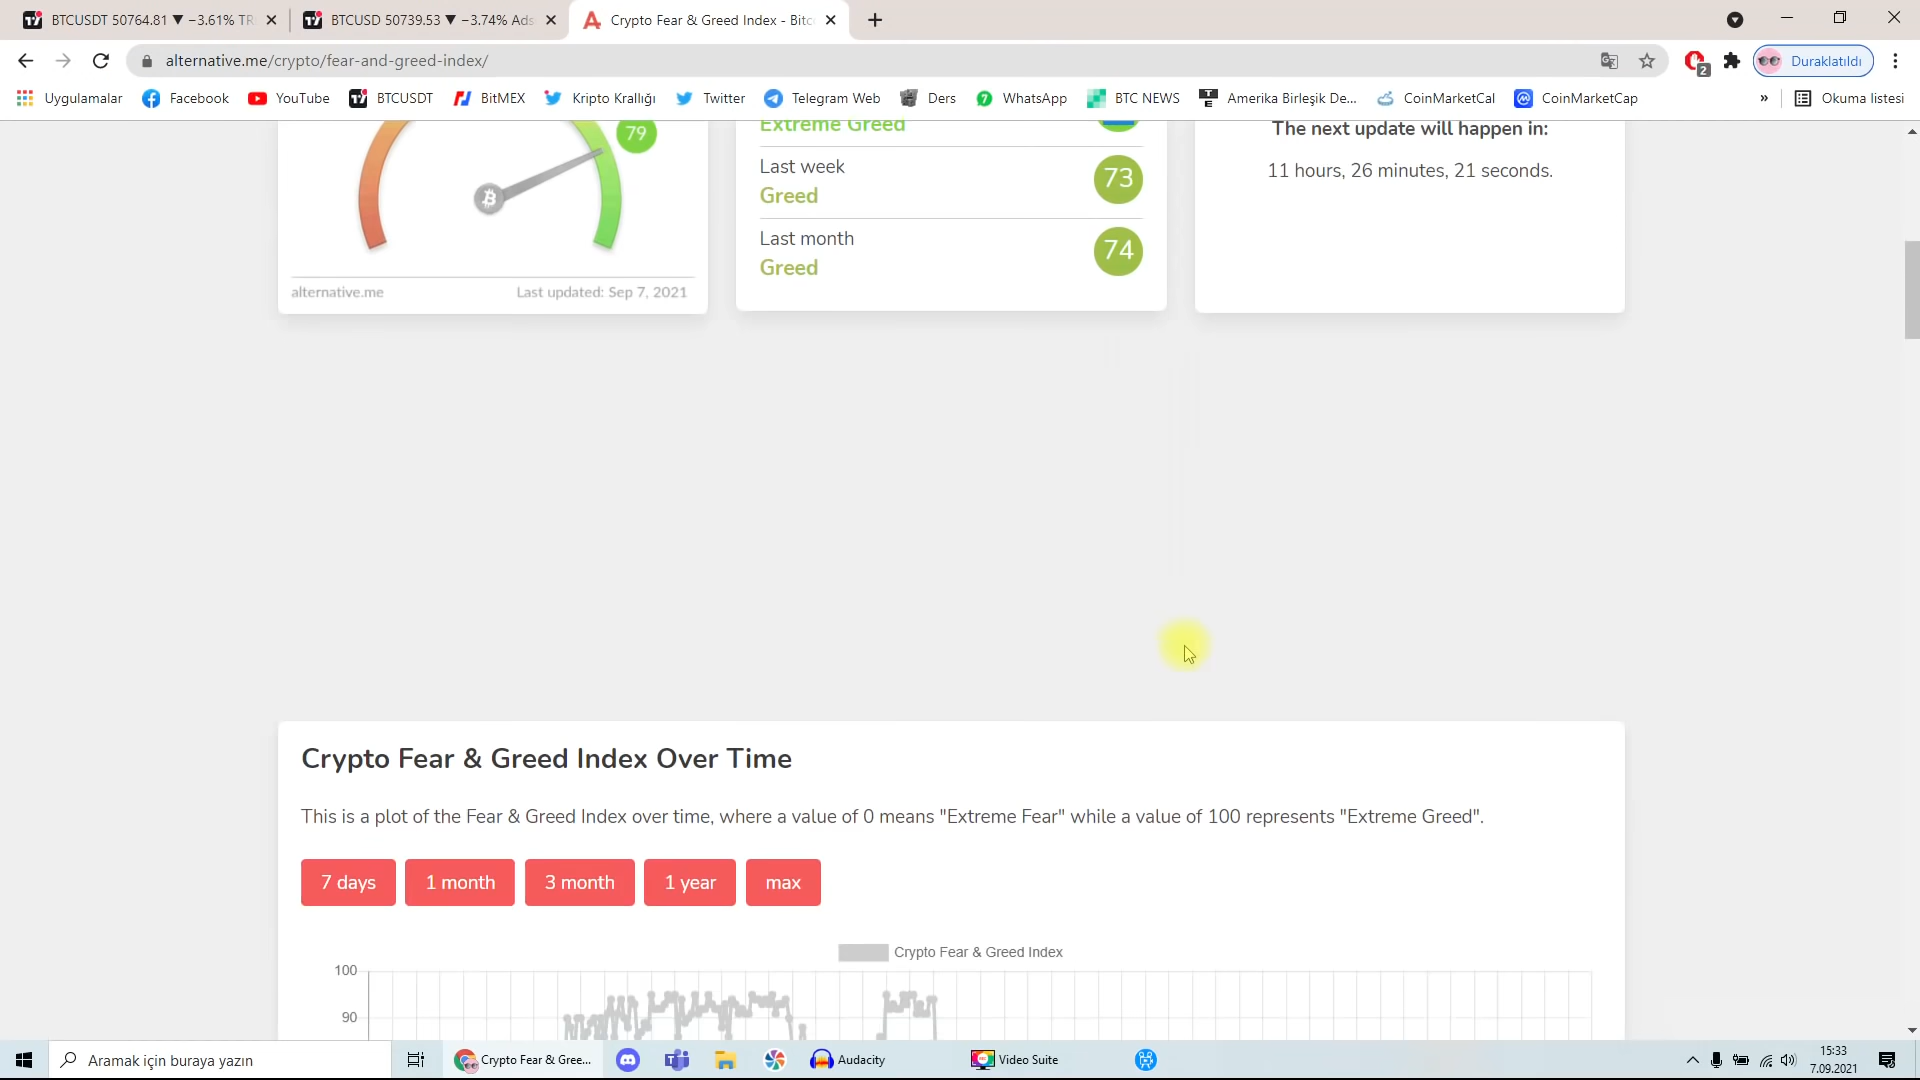 BTCUSDT 50764.81 ▼ −3.61% TR
BTCUSD 50739.53 ▼ −3.74% Ads
Crypto Fear & Greed Index - Bitc
alternative.me/crypto/fear-and-greed-index/
2
Duraklatıldı
Uygulamalar
Facebook
YouTube
BTCUSDT
BitMEX
Kripto Krallığı
Twitter
Telegram Web
Ders
7
WhatsApp
BTC NEWS
Amerika Birleşik De...
CoinMarketCal
CoinMarketCap
»
Okuma listesi
79
alternative.me
Last updated: Sep 7, 2021
Extreme Greed
Last week
Greed
73
Last month
Greed
74
The next update will happen in:
11 hours, 26 minutes, 21 seconds.
Crypto Fear & Greed Index Over Time
This is a plot of the Fear & Greed Index over time, where a value of 0 means "Extreme Fear" while a value of 100 represents "Extreme Greed".
7 days
1 month
3 month
1 year
max
Crypto Fear & Greed Index
100
90
Aramak için buraya yazın
Crypto Fear & Gree...
Audacity
Video Suite
15:33
7.09.2021